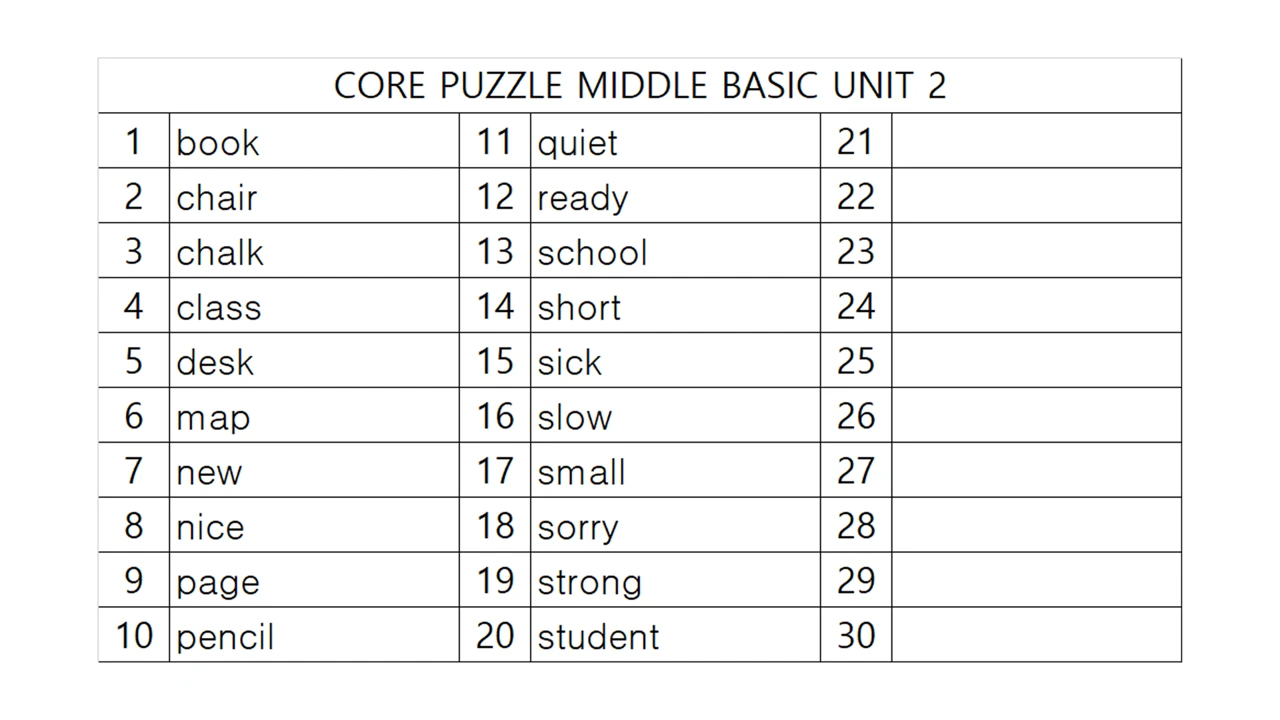 CORE PUZZLE MIDDLE BASIC UNIT 2
1 book 11 quiet 21
2 chair 12 ready 22
3 chalk 13 school 23
4 class 14 short 24
5 desk 15 sick 25
6 map 16 slow 26
7 new 17 small 27
8 nice 18 sorry 28
9 page 19 strong 29
10 pencil 20 student 30